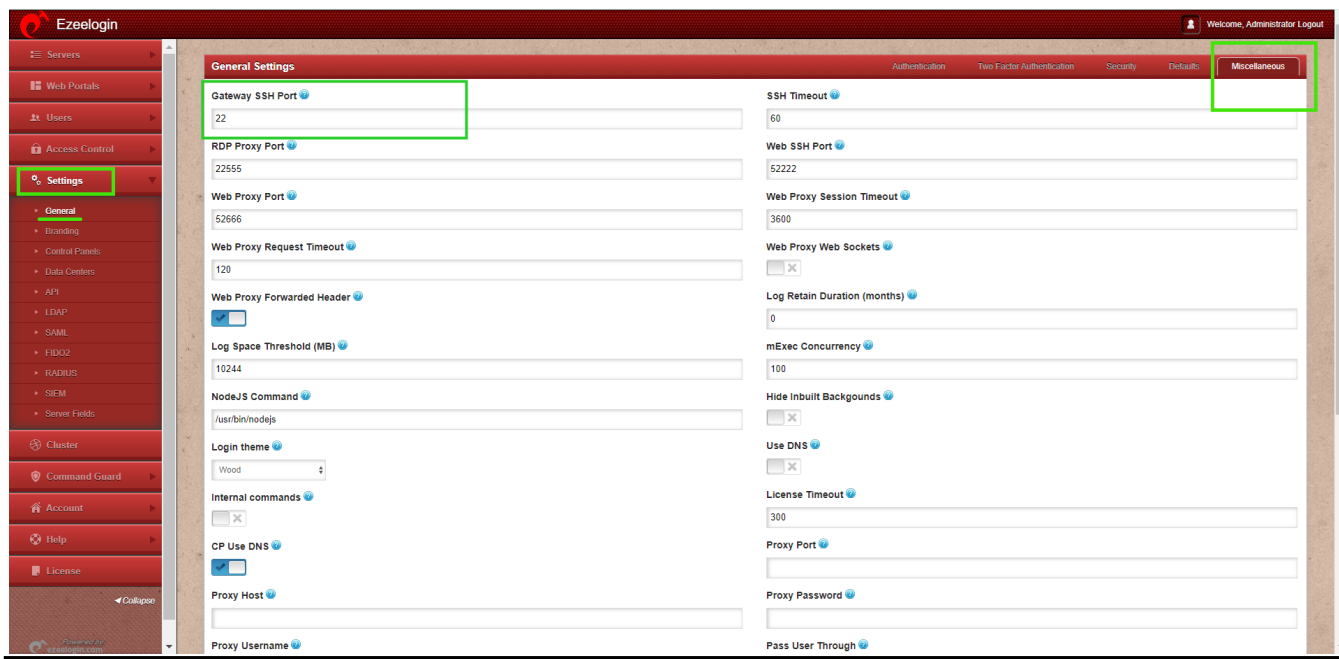 Ezeelogin
Welcome, Administrator Logout
Servers
Web Portals
Users
Access Control
Settings
General
Branding
Control Panels
Data Centers
API
LDAP
SAML
FIDO2
RADIUS
SIEM
Server Fields
Cluster
Command Guard
Account
Help
License
Collapse
Powered by
ezeelogin.com
General Settings
Authentication Two Factor Authentication Security Defaults Miscellaneous
Gateway SSH Port
22
SSH Timeout
60
RDP Proxy Port
22555
Web SSH Port
52222
Web Proxy Port
52666
Web Proxy Session Timeout
3600
Web Proxy Request Timeout
120
Web Proxy Web Sockets
Web Proxy Forwarded Header
Log Retain Duration (months)
0
Log Space Threshold (MB)
10244
mExec Concurrency
100
NodeJS Command
/usr/bin/nodejs
Hide Inbuilt Backgounds
Login theme
Wood
Use DNS
Internal commands
License Timeout
300
CP Use DNS
Proxy Port
Proxy Host
Proxy Password
Proxy Username
Pass User Through